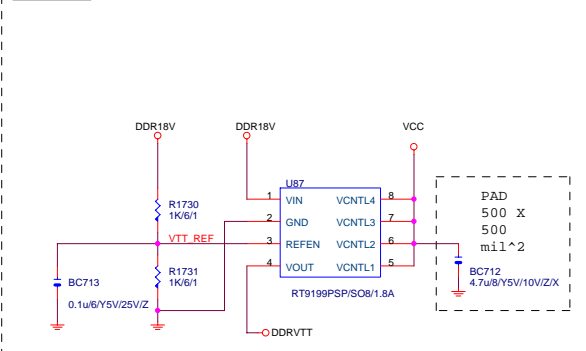 DDR18V
DDR18V
VCC
U87
1 VIN VCNTL4 8
2 GND VCNTL3 7
3 REFEN VCNTL2 6
4 VOUT VCNTL1 5
RT9199PSP/SO8/1.8A
R1730
1K/6/1
VTT_REF
R1731
1K/6/1
BC713
0.1u/6/Y5V/25V/Z
DDRVTT
PAD
500 X
500
mil^2
BC712
4.7u/8/Y5V/10V/Z/X